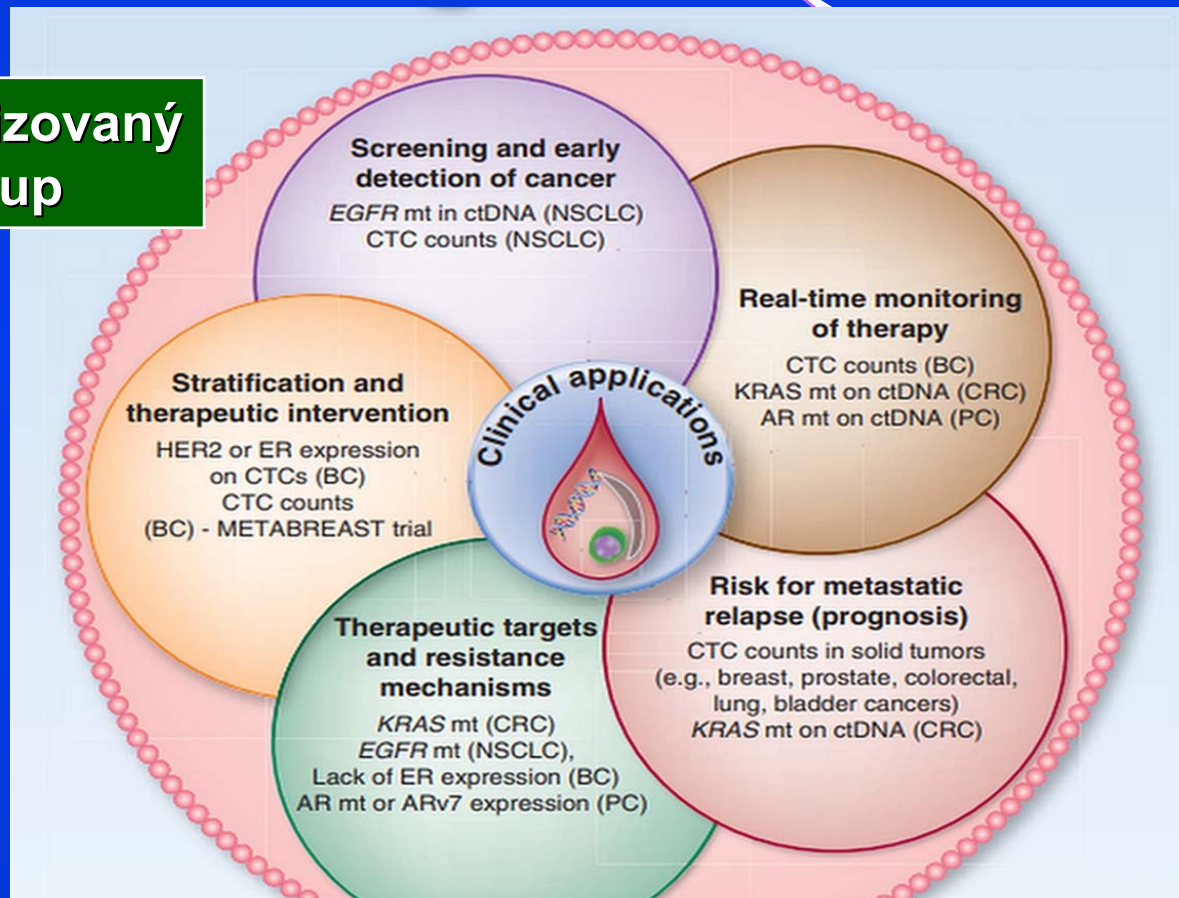 izovaný
up
Screening and early
detection of cancer
EGFR mt in ctDNA (NSCLC)
CTC counts (NSCLC)
Real-time monitoring
of therapy
CTC counts (BC)
KRAS mt on ctDNA (CRC)
AR mt on ctDNA (PC)
Stratification and
therapeutic intervention
HER2 or ER expression
on CTCs (BC)
CTC counts
(BC) - METABREAST trial
Clinical applications
Risk for metastatic
relapse (prognosis)
CTC counts in solid tumors
(e.g., breast, prostate, colorectal,
lung, bladder cancers)
KRAS mt on ctDNA (CRC)
Therapeutic targets
and resistance
mechanisms
KRAS mt (CRC)
EGFR mt (NSCLC),
Lack of ER expression (BC)
AR mt or ARv7 expression (PC)